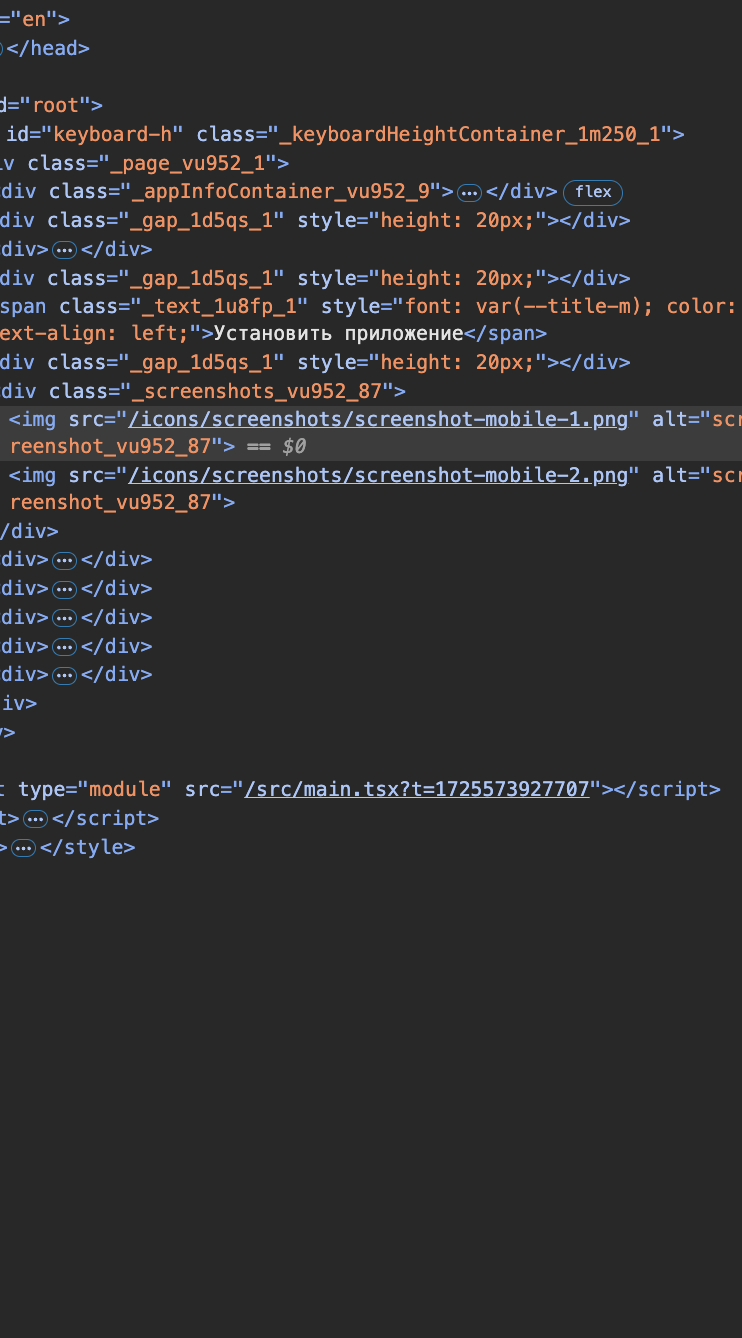 ="en">
</head>
d="root">
id="keyboard-h" class="_keyboardHeightContainer_1m250_1">
iv class="_page_vu952_1">
div class="_appInfoContainer_vu952_9">…</div> flex
div class="_gap_1d5qs_1" style="height: 20px;"></div>
div>…</div>
div class="_gap_1d5qs_1" style="height: 20px;"></div>
span class="_text_1u8fp_1" style="font: var(--title-m); color:
ext-align: left;">Установить приложение</span>
div class="_gap_1d5qs_1" style="height: 20px;"></div>
div class="_screenshots_vu952_87">
<img src="/icons/screenshots/screenshot-mobile-1.png" alt="scr
reenshot_vu952_87"> == $0
<img src="/icons/screenshots/screenshot-mobile-2.png" alt="scr
reenshot_vu952_87">
/div>
div>…</div>
div>…</div>
div>…</div>
div>…</div>
div>…</div>
iv>
v>
t type="module" src="/src/main.tsx?t=1725573927707"></script>
t>…</script>
>…</style>